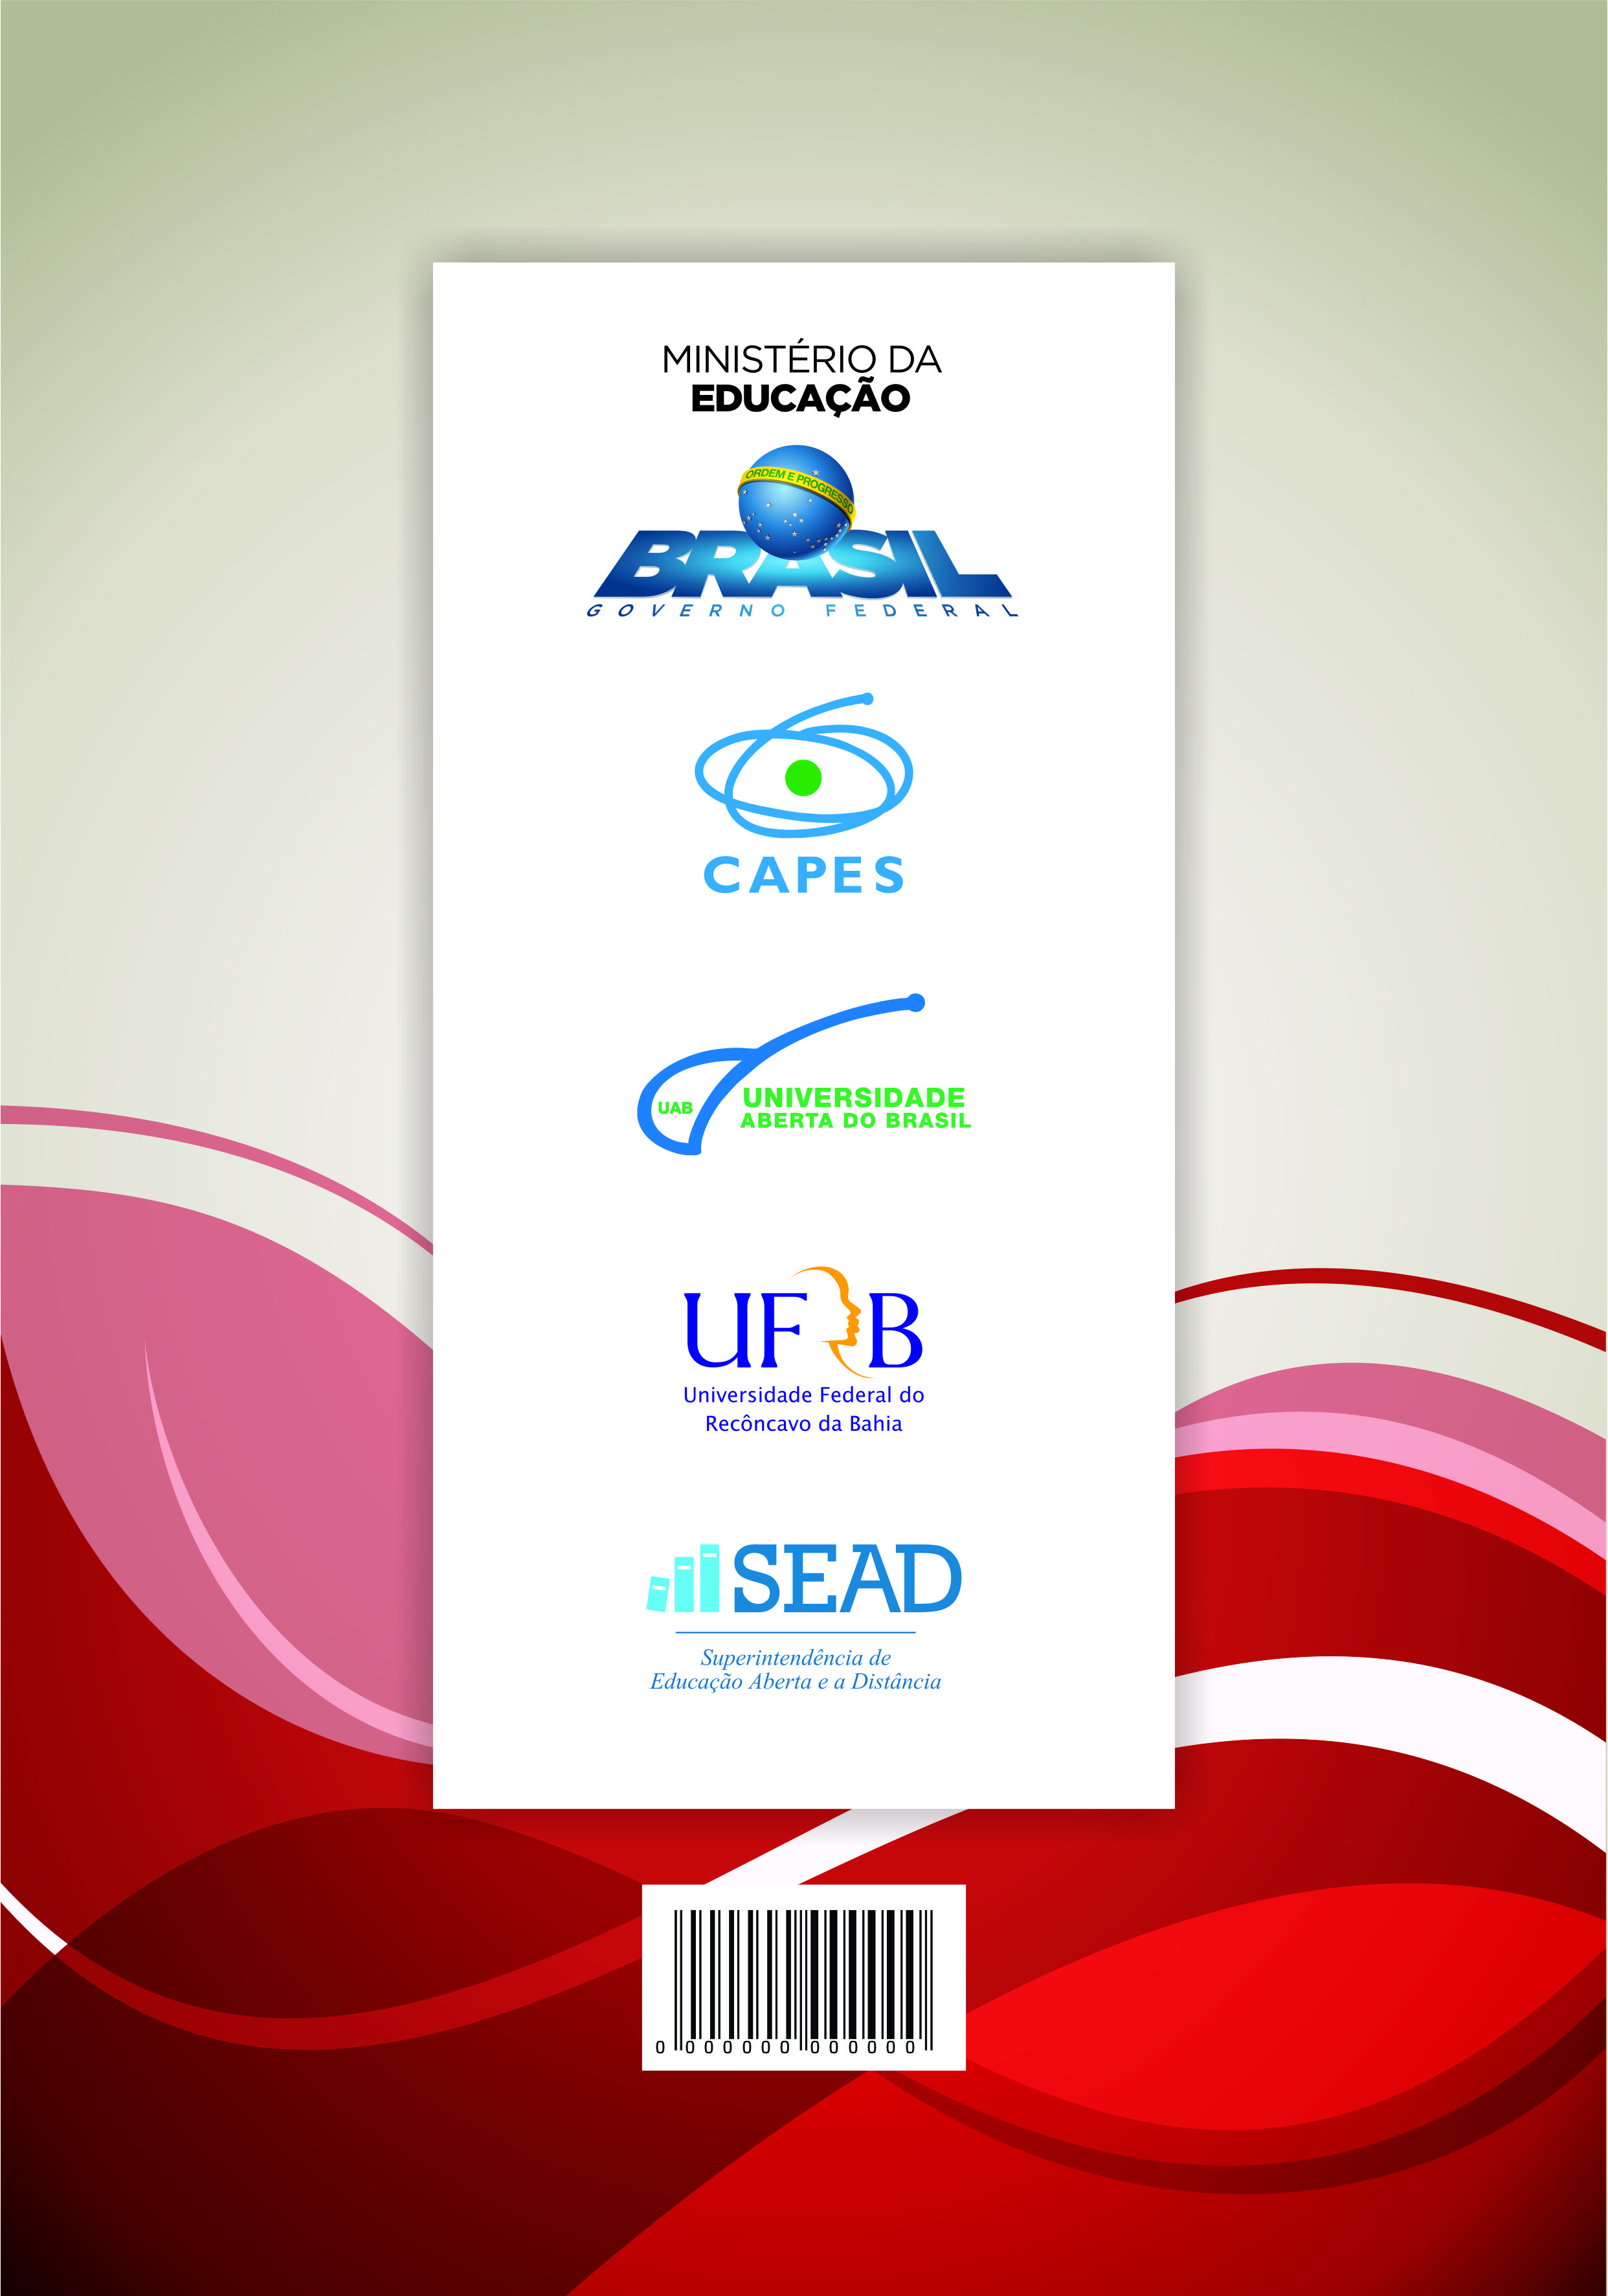 MINISTÉRIO DA
EDUCAÇÃO
ORDEM E PROGRESSO
BRASIL
GOVERNO FEDERAL
CAPES
UAB
UNIVERSIDADE
ABERTA DO BRASIL
UFRB
Universidade Federal do
Recôncavo da Bahia
SEAD
Superintendência de
Educação Aberta e a Distância
0 000000 000000